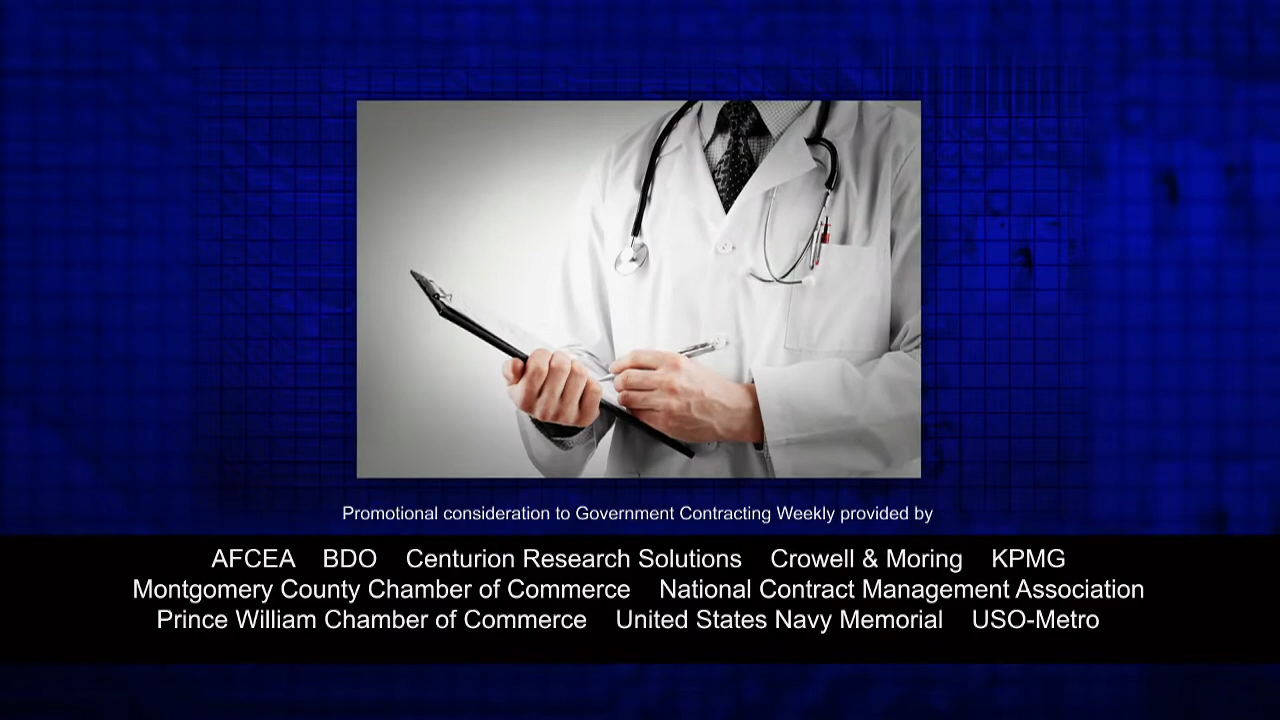 Promotional consideration to Government Contracting Weekly provided by
AFCEA BDO Centurion Research Solutions Crowell & Moring KPMG
Montgomery County Chamber of Commerce National Contract Management Association
Prince William Chamber of Commerce United States Navy Memorial USO-Metro